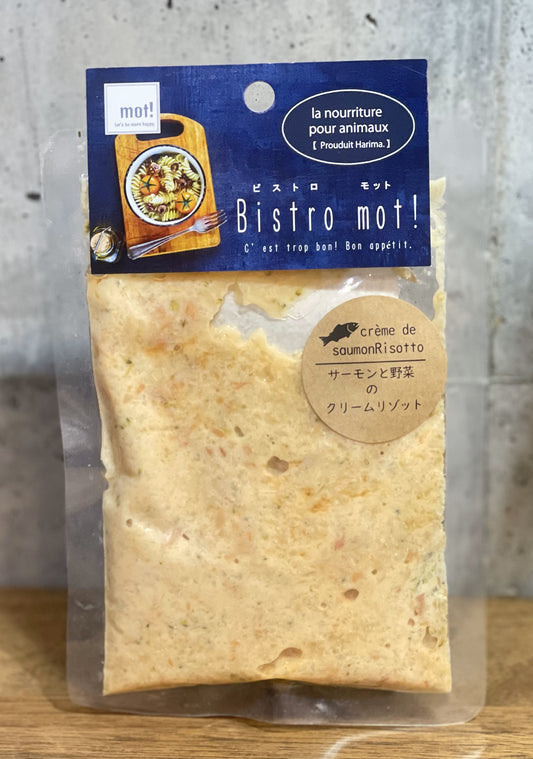 mot!
Let's be more happy.
la nourriture
pour animaux
【 Prouduit Harima. 】
ビストロ モット
Bistro mot!
C' est trop bon! Bon appétit.
crème de
saumonRisotto
サーモンと野菜
の
クリームリゾット